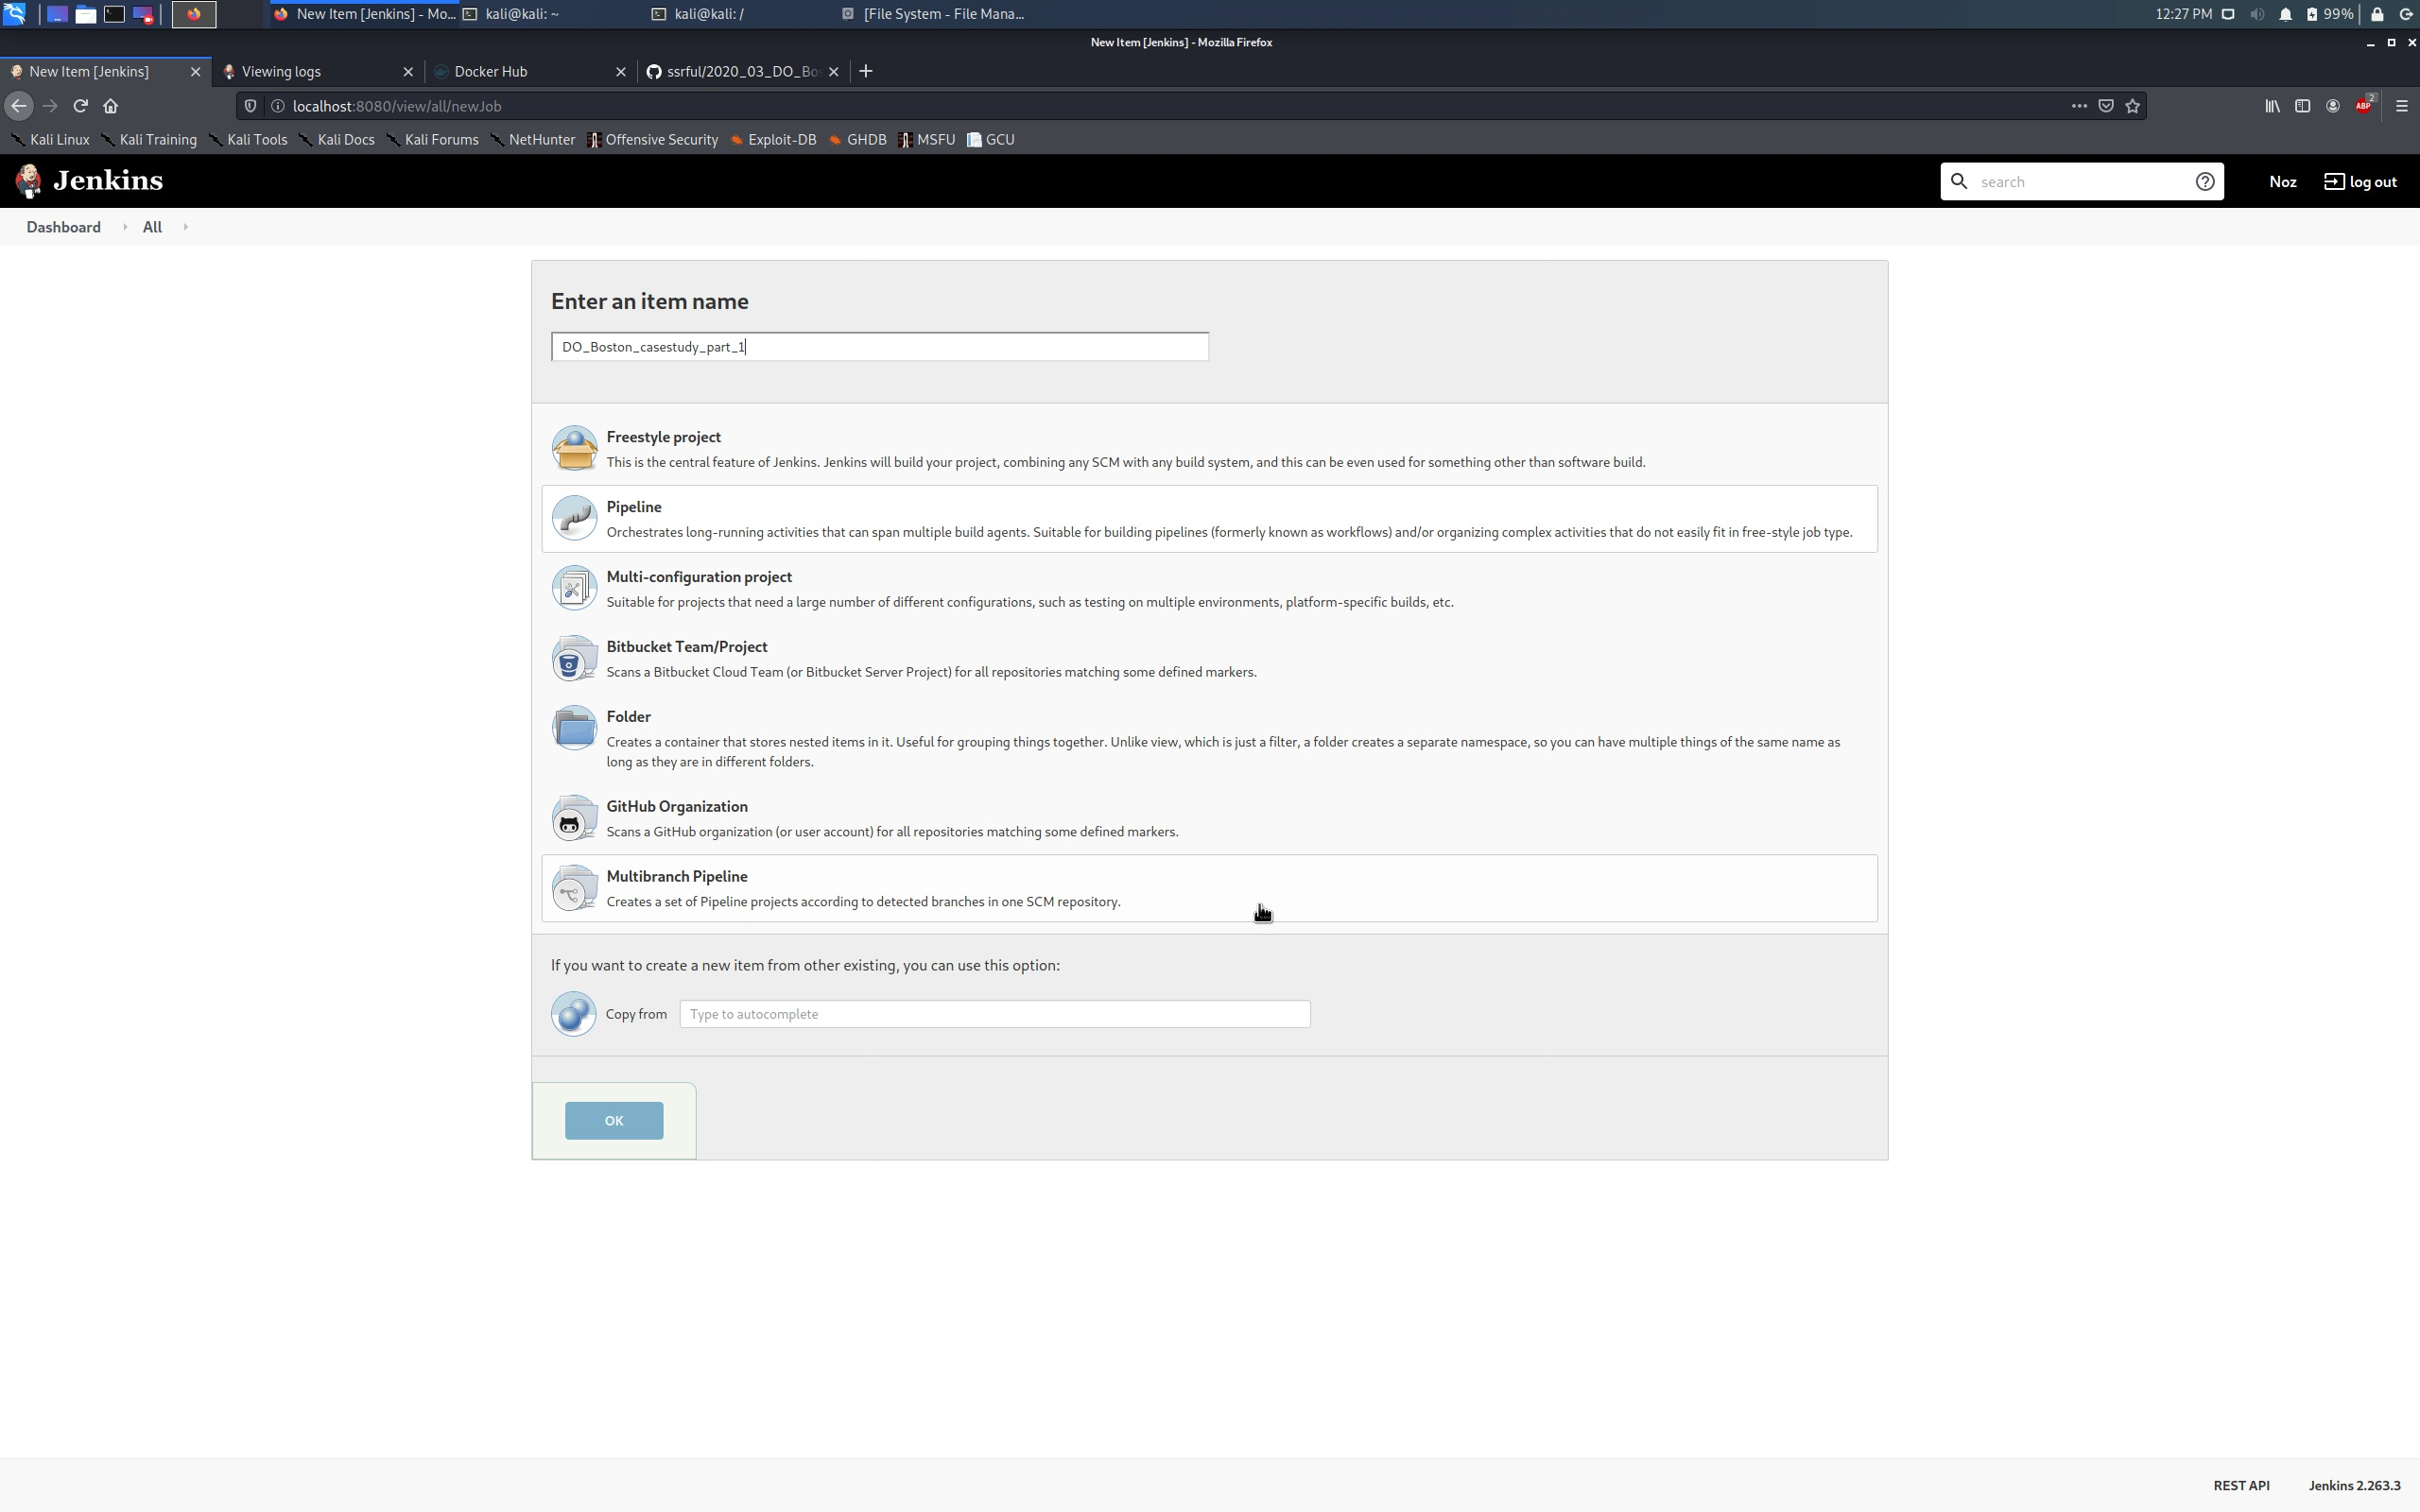 New Item [Jenkins] - Mo...
kali@kali: ~
kali@kali: /
[File System - File Mana...
12:27 PM
99%
New Item [Jenkins] - Mozilla Firefox
New Item [Jenkins]
Viewing logs
Docker Hub
ssrful/2020_03_DO_Bos
localhost:8080/view/all/newJob
ABP
2
Kali Linux
Kali Training
Kali Tools
Kali Docs
Kali Forums
NetHunter
Offensive Security
Exploit-DB
GHDB
MSFU
GCU
Jenkins
search
Noz
log out
Dashboard
All
Enter an item name
DO_Boston_casestudy_part_1
Freestyle project
This is the central feature of Jenkins. Jenkins will build your project, combining any SCM with any build system, and this can be even used for something other than software build.
Pipeline
Orchestrates long-running activities that can span multiple build agents. Suitable for building pipelines (formerly known as workflows) and/or organizing complex activities that do not easily fit in free-style job type.
Multi-configuration project
Suitable for projects that need a large number of different configurations, such as testing on multiple environments, platform-specific builds, etc.
Bitbucket Team/Project
Scans a Bitbucket Cloud Team (or Bitbucket Server Project) for all repositories matching some defined markers.
Folder
Creates a container that stores nested items in it. Useful for grouping things together. Unlike view, which is just a filter, a folder creates a separate namespace, so you can have multiple things of the same name as
long as they are in different folders.
GitHub Organization
Scans a GitHub organization (or user account) for all repositories matching some defined markers.
Multibranch Pipeline
Creates a set of Pipeline projects according to detected branches in one SCM repository.
If you want to create a new item from other existing, you can use this option:
Copy from
Type to autocomplete
OK
REST API
Jenkins 2.263.3